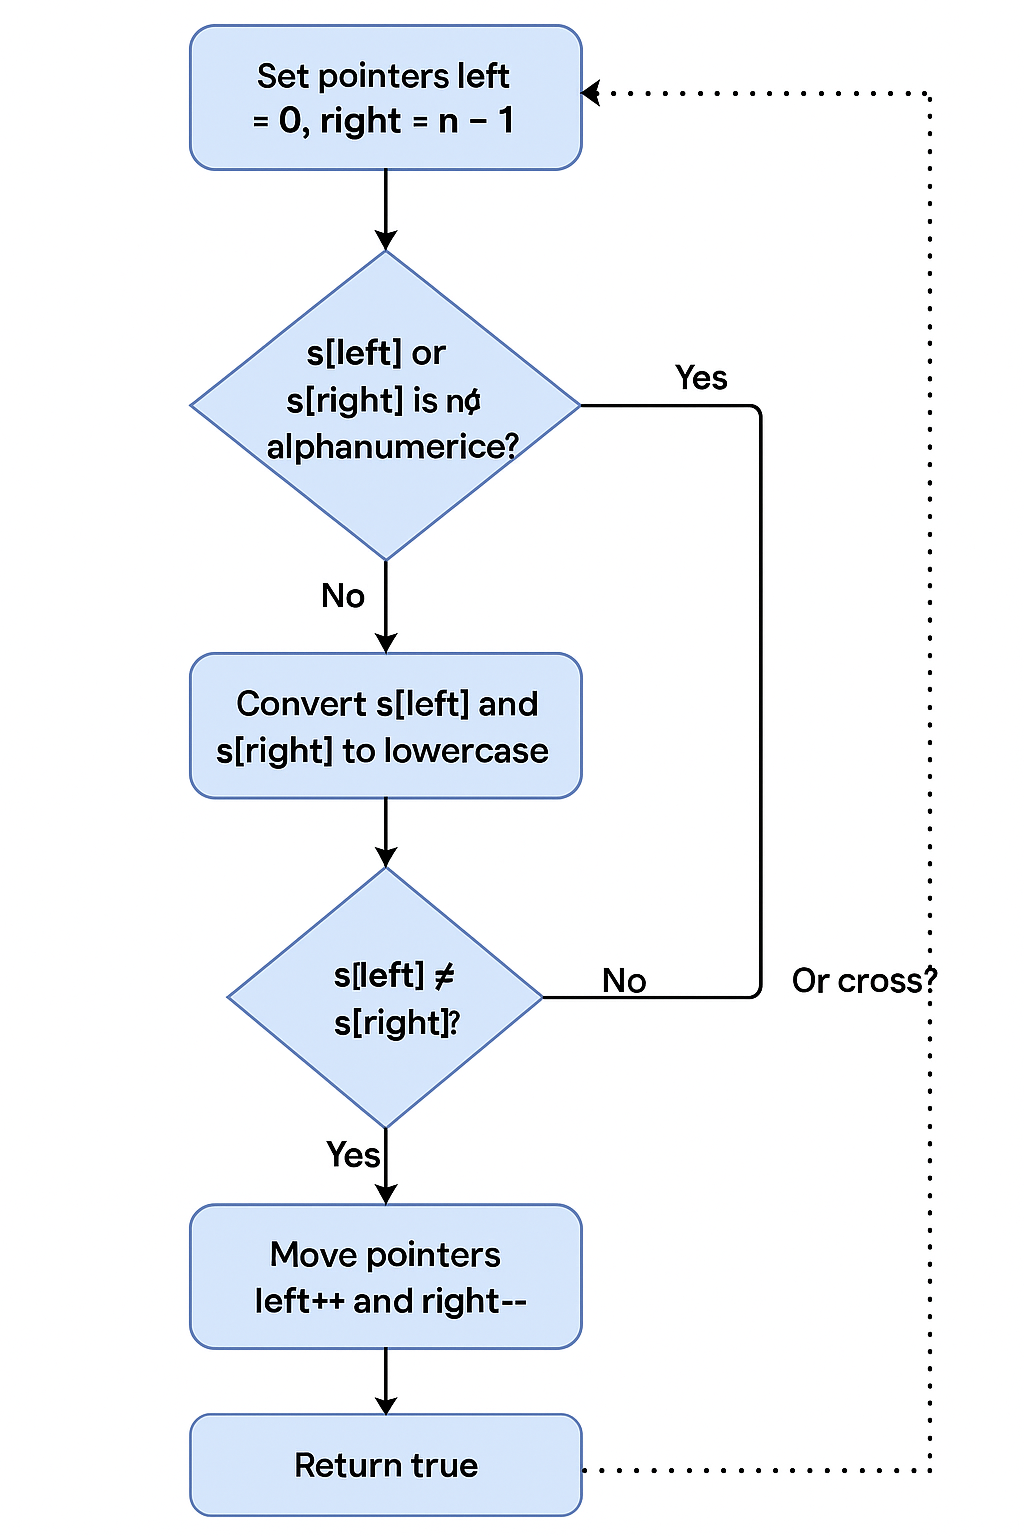 Set pointers left
= 0, right = n − 1
s[left] or
s[right] is
alphanumerice?
Yes
No
Convert s[left] and
s[right] to lowercase
s[left] ≠
s[right]?
No
Or cross?
Yes
Move pointers
left++ and right--
Return true